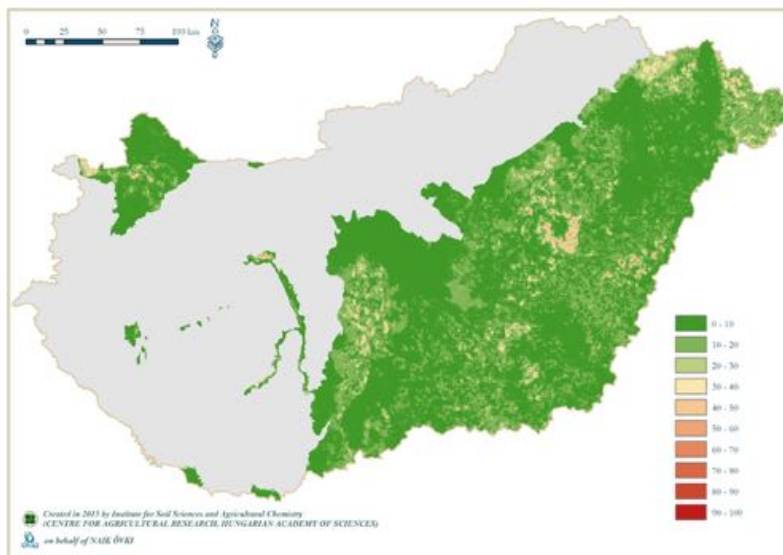 0 25 50 75 100 km
N
0 - 10
10 - 20
20 - 30
30 - 40
40 - 50
50 - 60
60 - 70
70 - 80
80 - 90
90 - 100
Created in 2015 by Institute for Soil Sciences and Agricultural Chemistry
(CENTRE FOR AGRICULTURAL RESEARCH, HUNGARIAN ACADEMY OF SCIENCES)
on behalf of NAIK ÖVKI